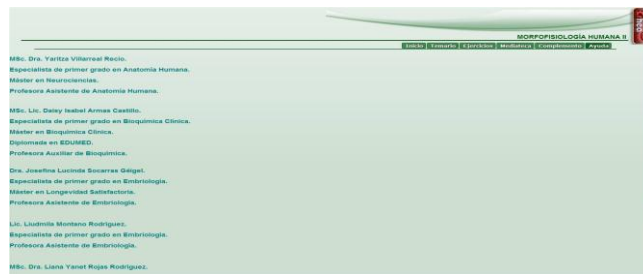 MORFOFISIOLOGÍA HUMANA II
Inicio | Temario | Ejercicios | Mediateca | Complemento | Ayuda
MSc. Dra. Yaritza Villarreal Recio.
Especialista de primer grado en Anatomía Humana.
Máster en Neurociencias.
Profesora Asistente de Anatomía Humana.
MSc. Lic. Daisy Isabel Armas Castillo.
Especialista de primer grado en Bioquímica Clínica.
Máster en Bioquímica Clínica.
Diplomada en EDUMED.
Profesora Auxiliar de Bioquímica.
Dra. Josefina Lucinda Socarras Gálgel.
Especialista de primer grado en Embriología.
Máster en Longevidad Satisfactoria.
Profesora Asistente de Embriología.
Lic. Liudmila Montano Rodríguez.
Especialista de primer grado en Embriología.
Profesora Asistente de Embriología.
MSc. Dra. Liana Yanet Rojas Rodríguez.